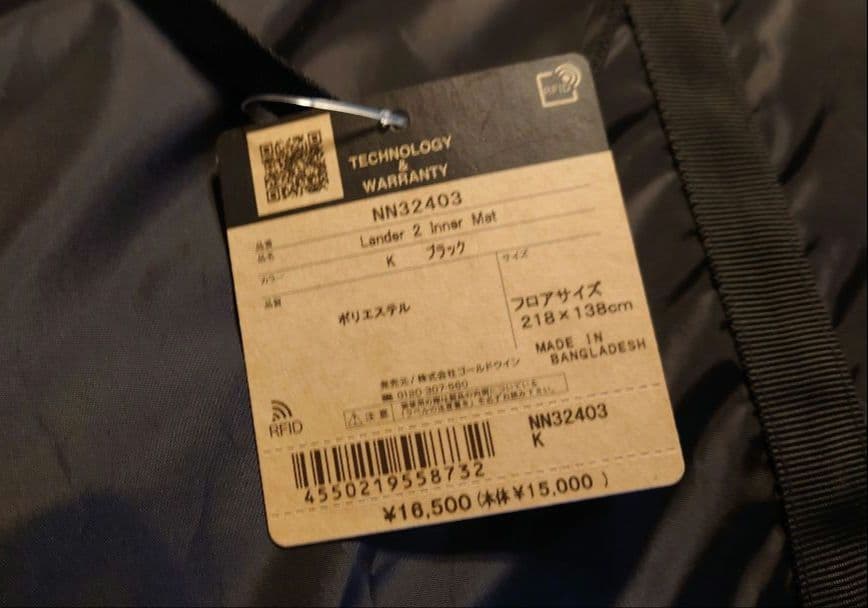 RFID
TECHNOLOGY
&
WARRANTY
品番 NN32403
品名 Lander 2 Inner Mat
カラー K ブラック
品質
ポリエステル
サイズ
フロアサイズ
218×138cm
MADE IN
BANGLADESH
発売元/株式会社ゴールドウイン
☎ 0120-307-560
RFID
⚠注意
NN32403
K
4550219558732
¥16,500(本体¥15,000 )